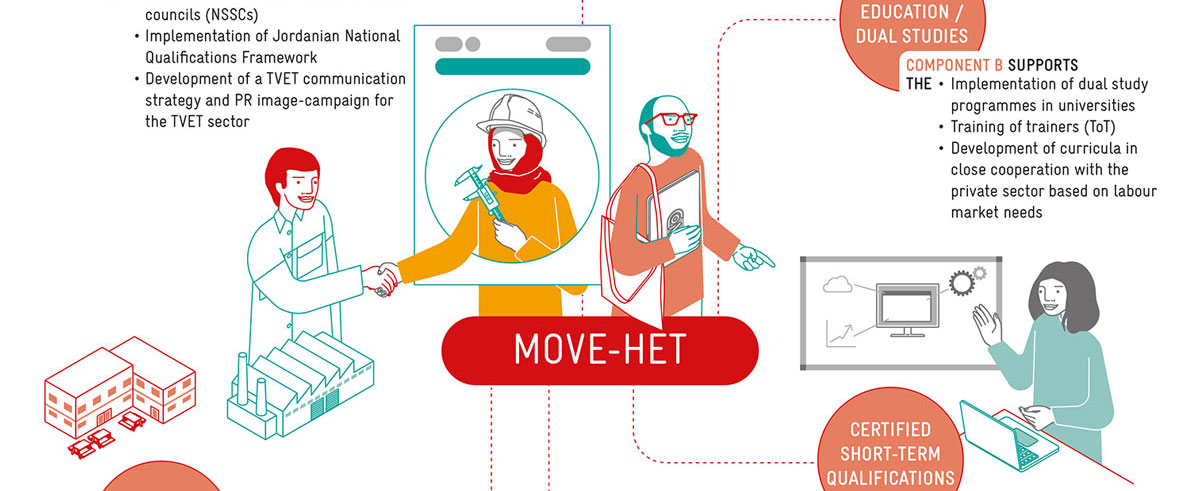 councils (NSSCs)
• Implementation of Jordanian National
Qualifications Framework
• Development of a TVET communication
strategy and PR image-campaign for
the TVET sector
EDUCATION /
DUAL STUDIES
COMPONENT B SUPPORTS
THE • Implementation of dual study
programmes in universities
• Training of trainers (ToT)
• Development of curricula in
close cooperation with the
private sector based on labour
market needs
MOVE-HET
CERTIFIED
SHORT-TERM
QUALIFICATIONS